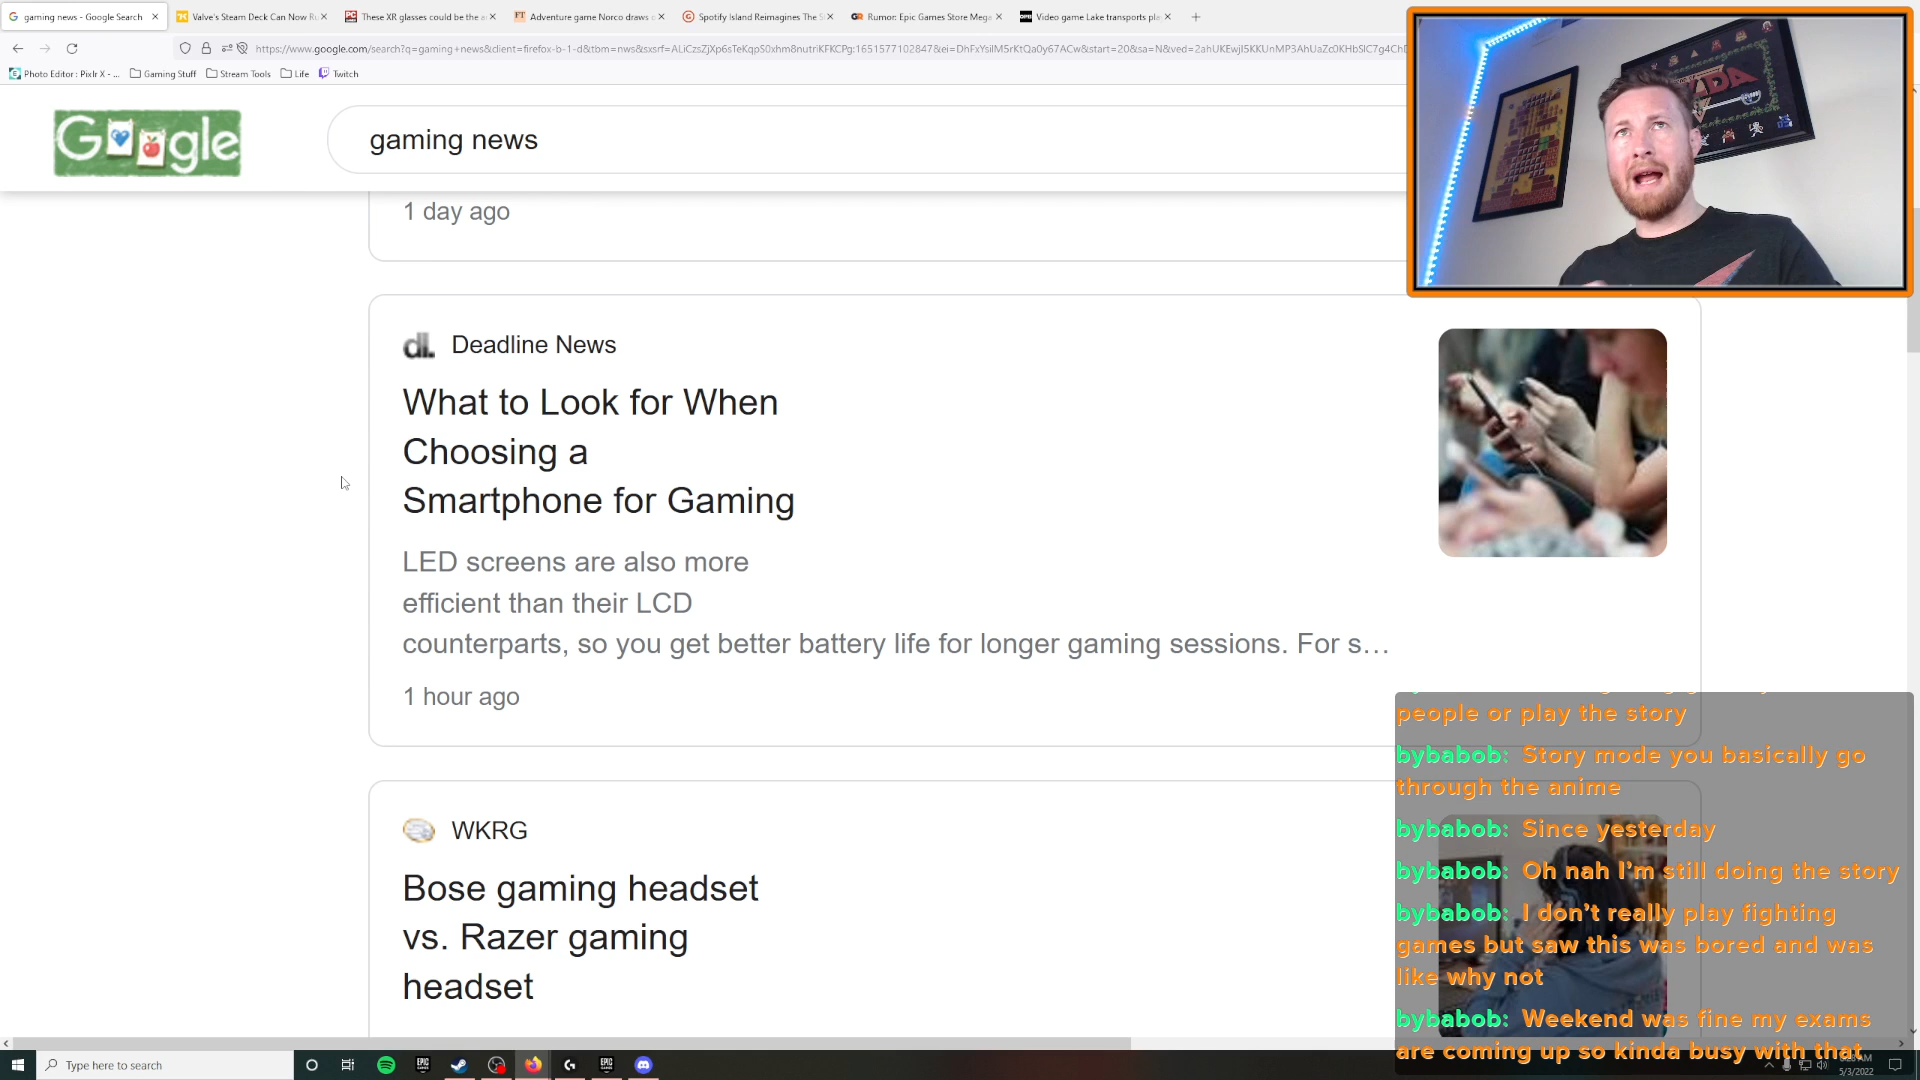 gaming news - Google Search
Valve's Steam Deck Can Now Ru
These XR glasses could be the
Adventure game Norco draws
Spotify Island Reimagines The
Rumor: Epic Games Store Mega
Video game Lake transports
Photo Editor : Pixlr X - ...
Gaming Stuff
Stream Tools
Life
Twitch
Google
gaming news
1 day ago
dl. Deadline News
What to Look for When
Choosing a
Smartphone for Gaming
LED screens are also more
efficient than their LCD
counterparts, so you get better battery life for longer gaming sessions. For s...
1 hour ago
WKRG
Bose gaming headset
vs. Razer gaming
headset
people or play the story
bybabob: Story mode you basically go
through the anime
bybabob: Since yesterday
bybabob: Oh nah I'm still doing the story
bybabob: I don't really play fighting
games but saw this was bored and was
like why not
bybabob: Weekend was fine my exams
are coming up so kinda busy with that
Type here to search
5/3/2022